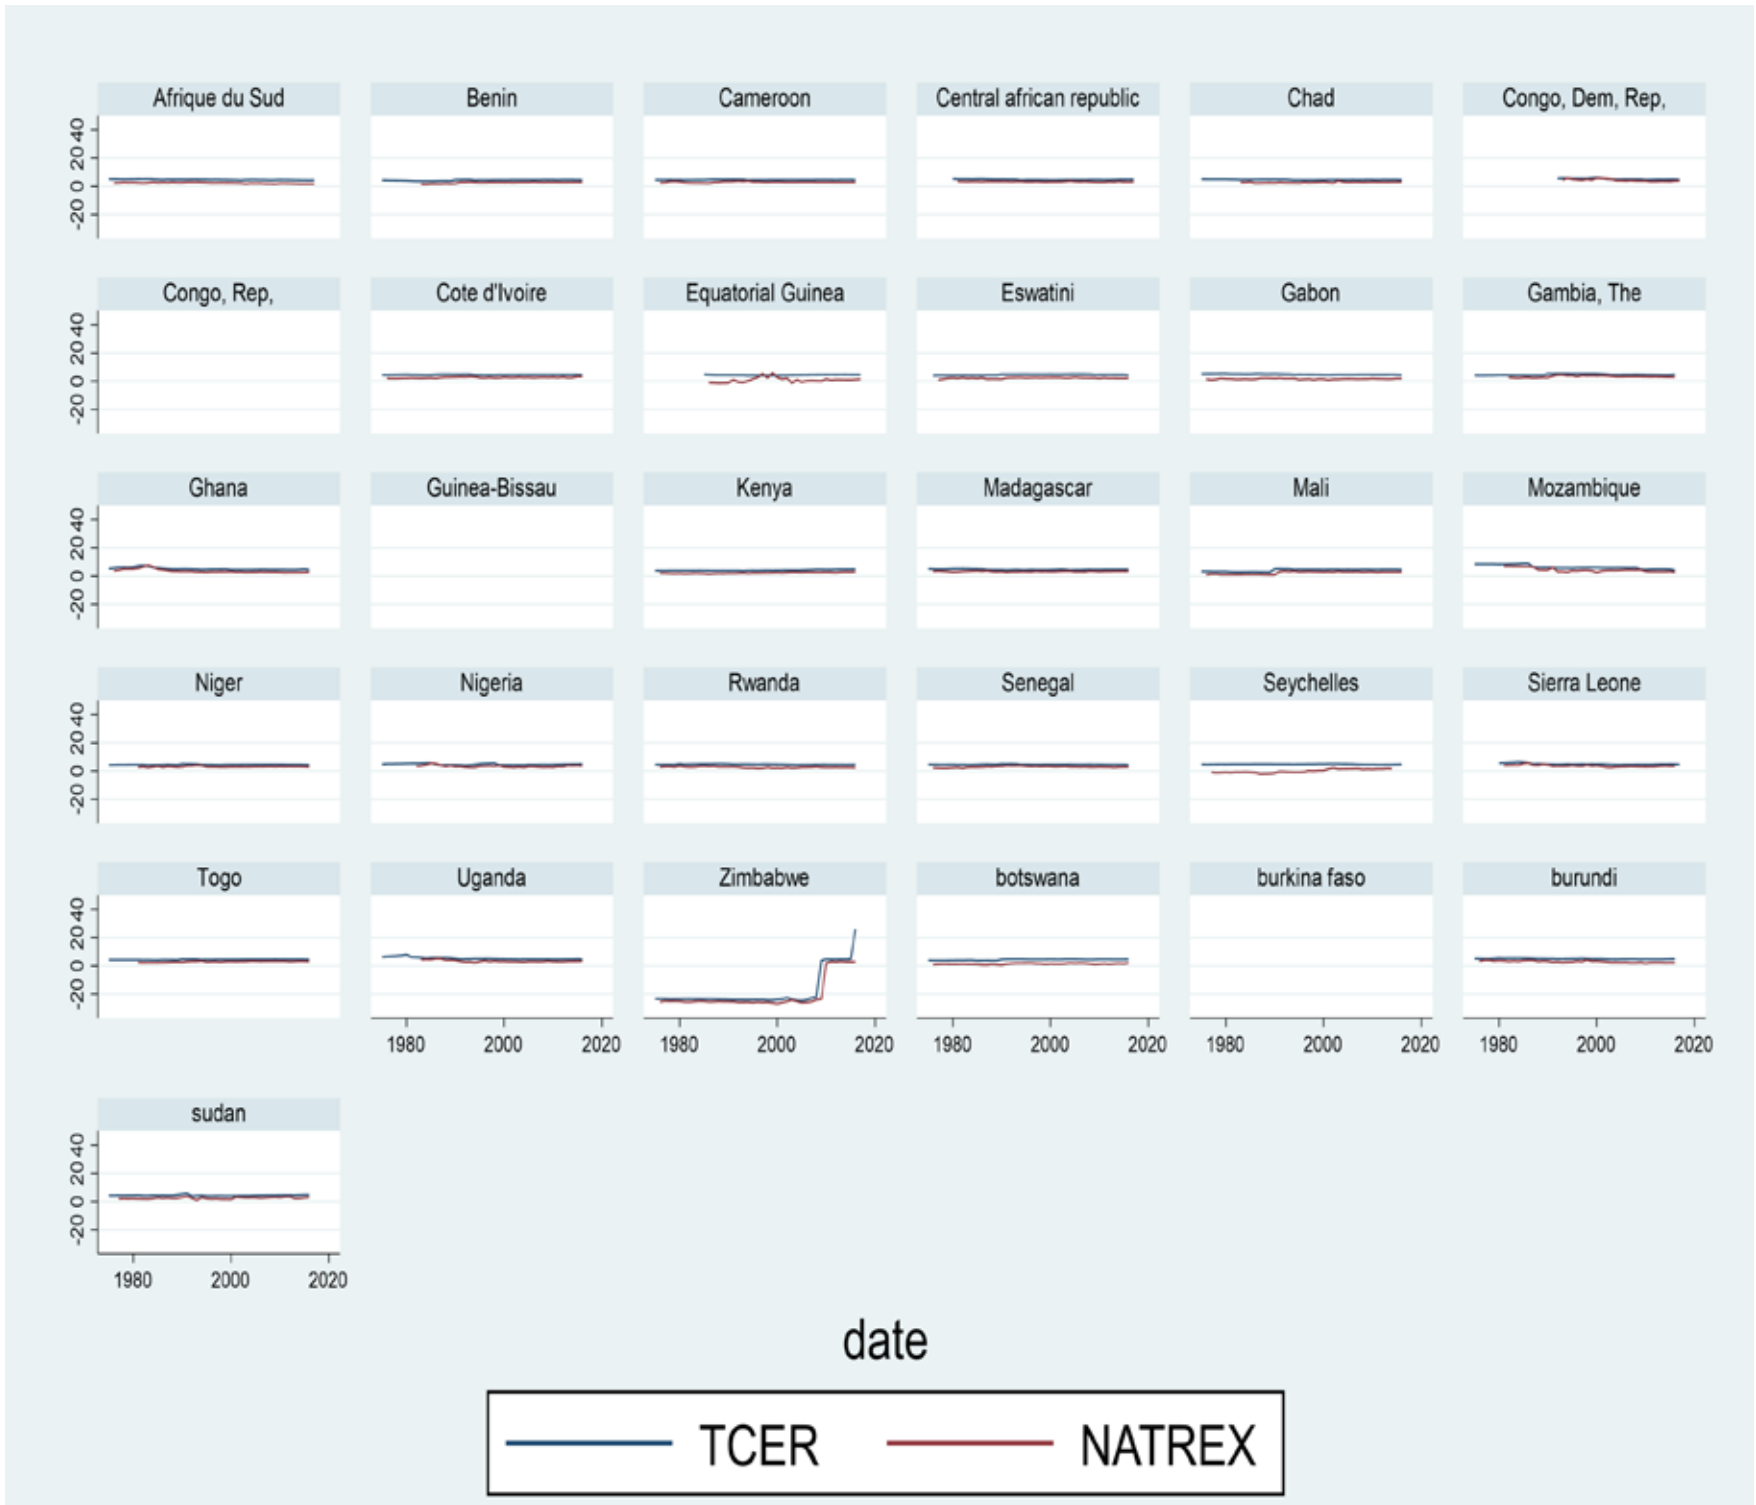 Afrique du Sud Benin Cameroon Central african republic Chad Congo, Dem, Rep,
-20 0 20 40
Congo, Rep, Cote d'Ivoire Equatorial Guinea Eswatini Gabon Gambia, The
-20 0 20 40
Ghana Guinea-Bissau Kenya Madagascar Mali Mozambique
-20 0 20 40
Niger Nigeria Rwanda Senegal Seychelles Sierra Leone
-20 0 20 40
Togo Uganda Zimbabwe botswana burkina faso burundi
-20 0 20 40
1980 2000 2020 1980 2000 2020 1980 2000 2020 1980 2000 2020 1980 2000 2020
sudan
-20 0 20 40
1980 2000 2020
date
TCER NATREX